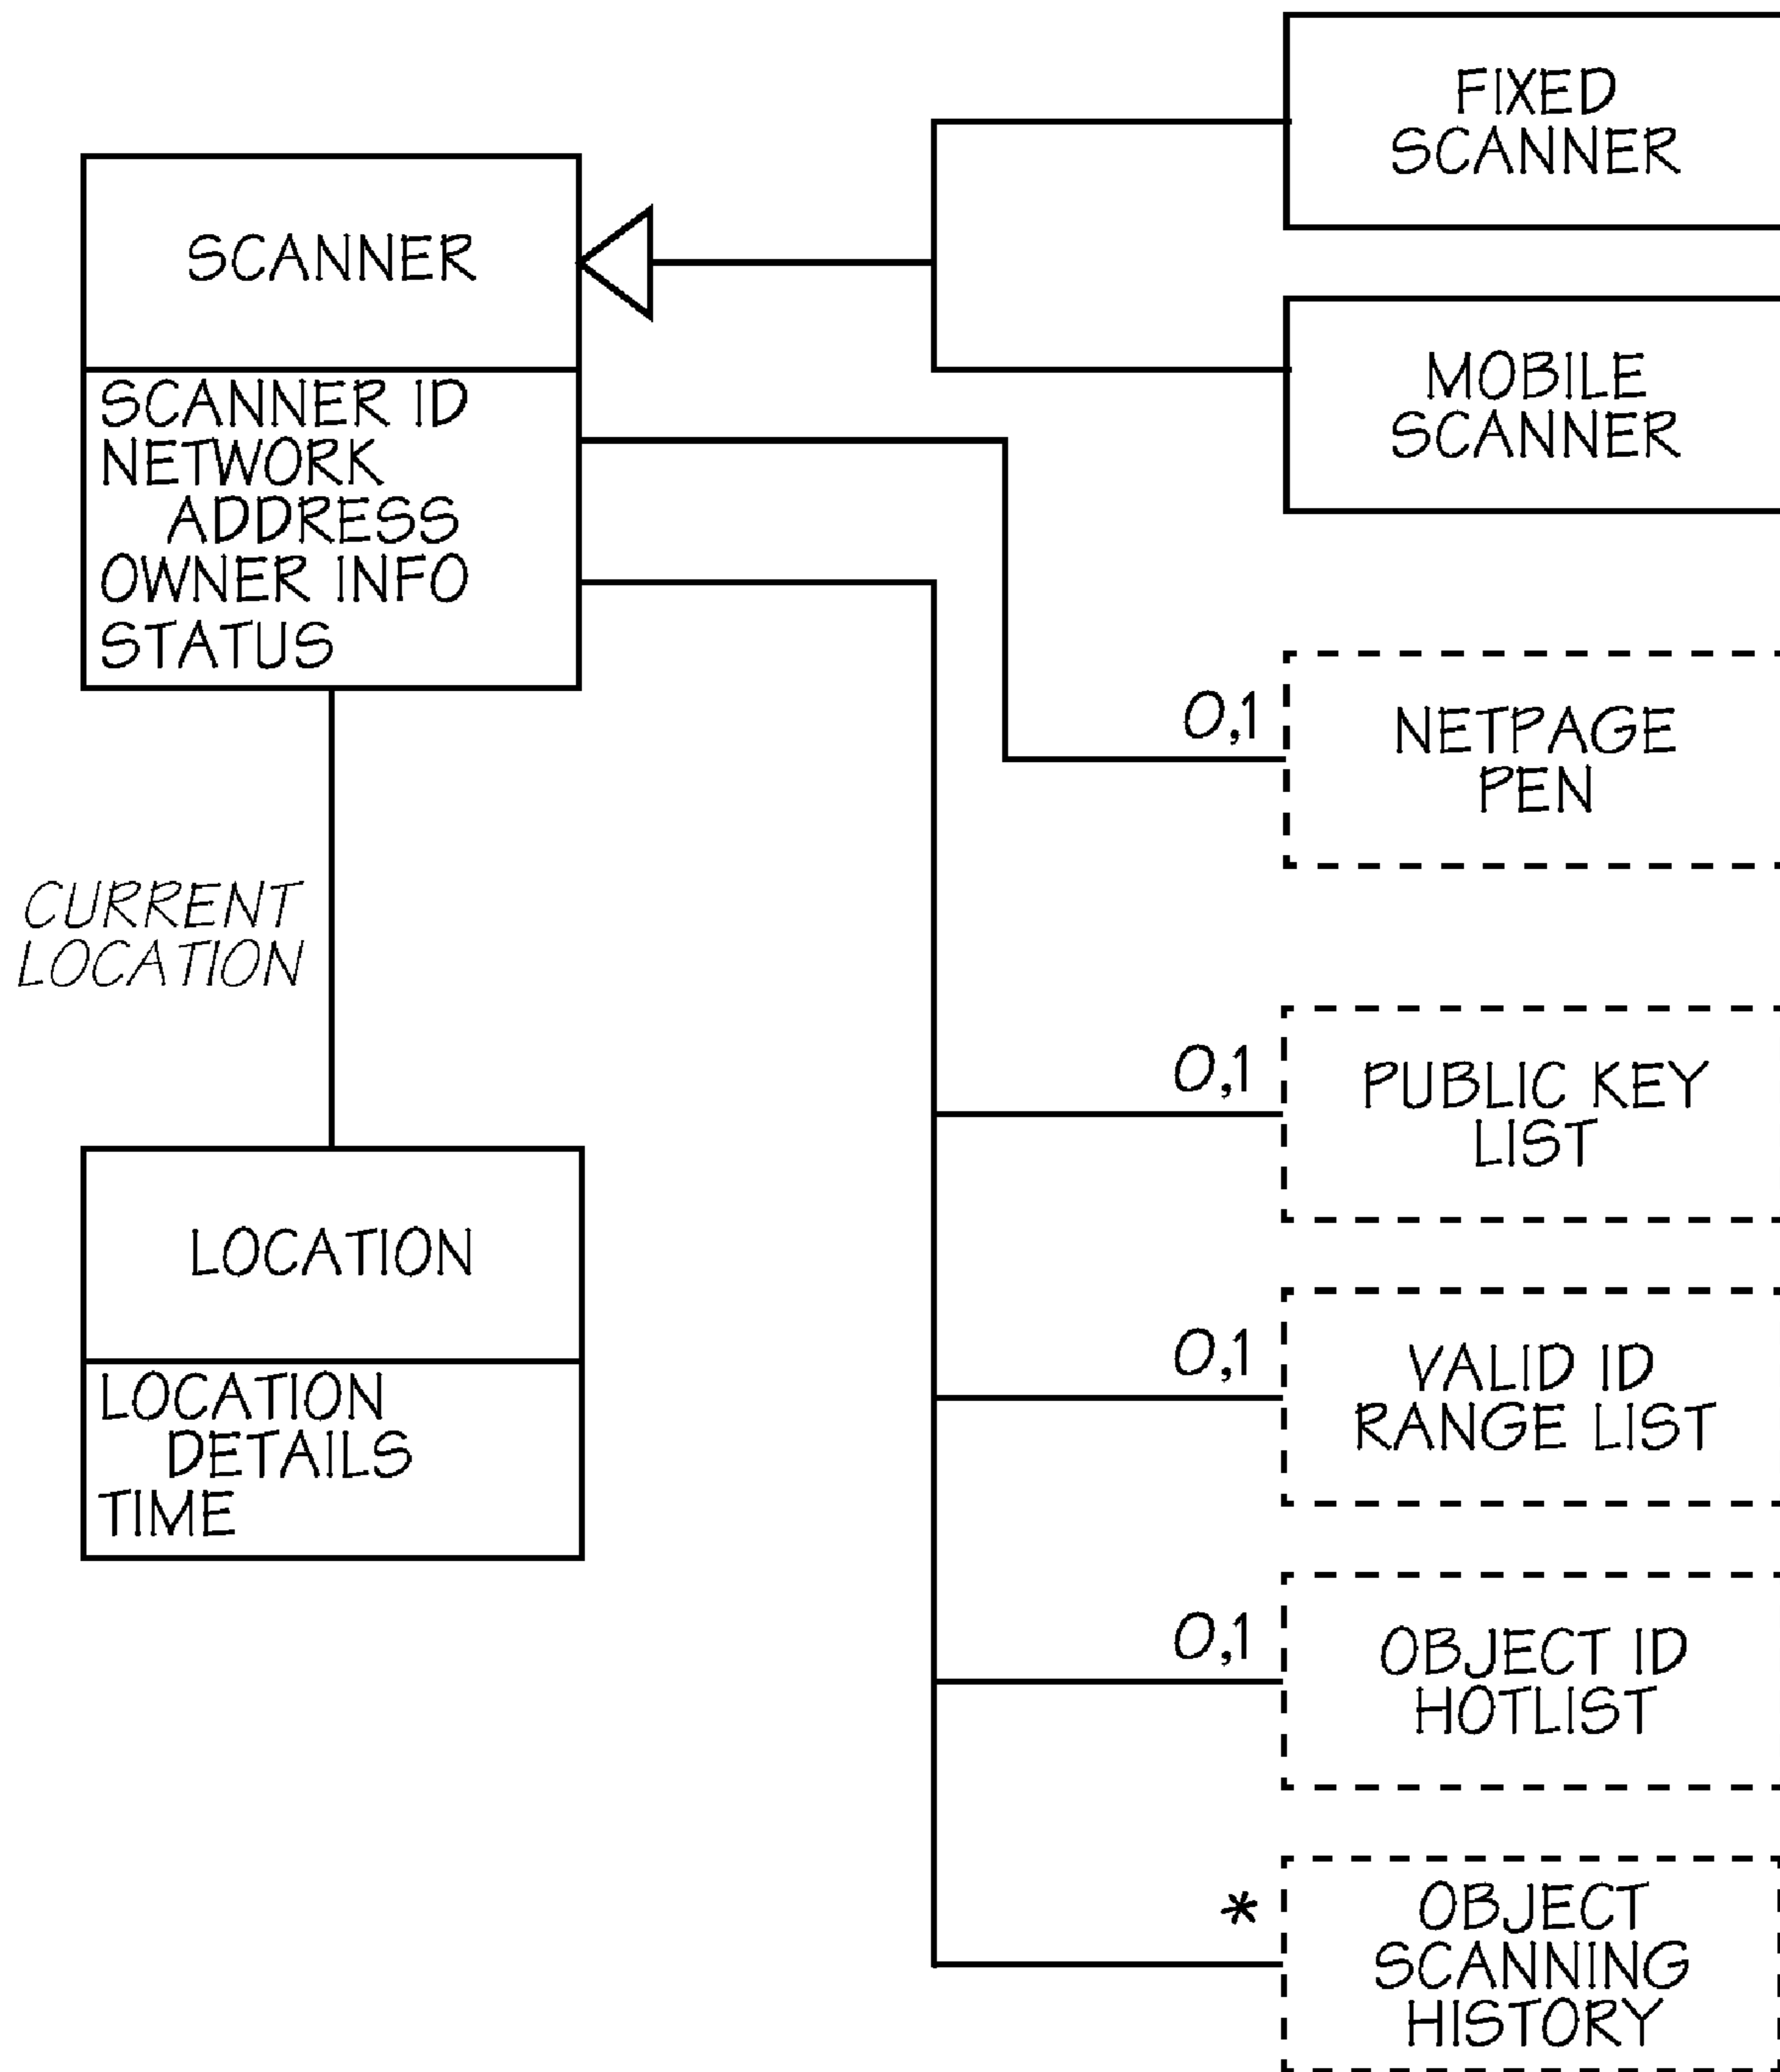 FIXED
SCANNER
SCANNER
SCANNER ID
NETWORK
ADDRESS
OWNER INFO
STATUS
MOBILE
SCANNER
0,1
NETPAGE
PEN
CURRENT
LOCATION
0,1
PUBLIC KEY
LIST
LOCATION
LOCATION
DETAILS
TIME
0,1
VALID ID
RANGE LIST
0,1
OBJECT ID
HOTLIST
*
OBJECT
SCANNING
HISTORY